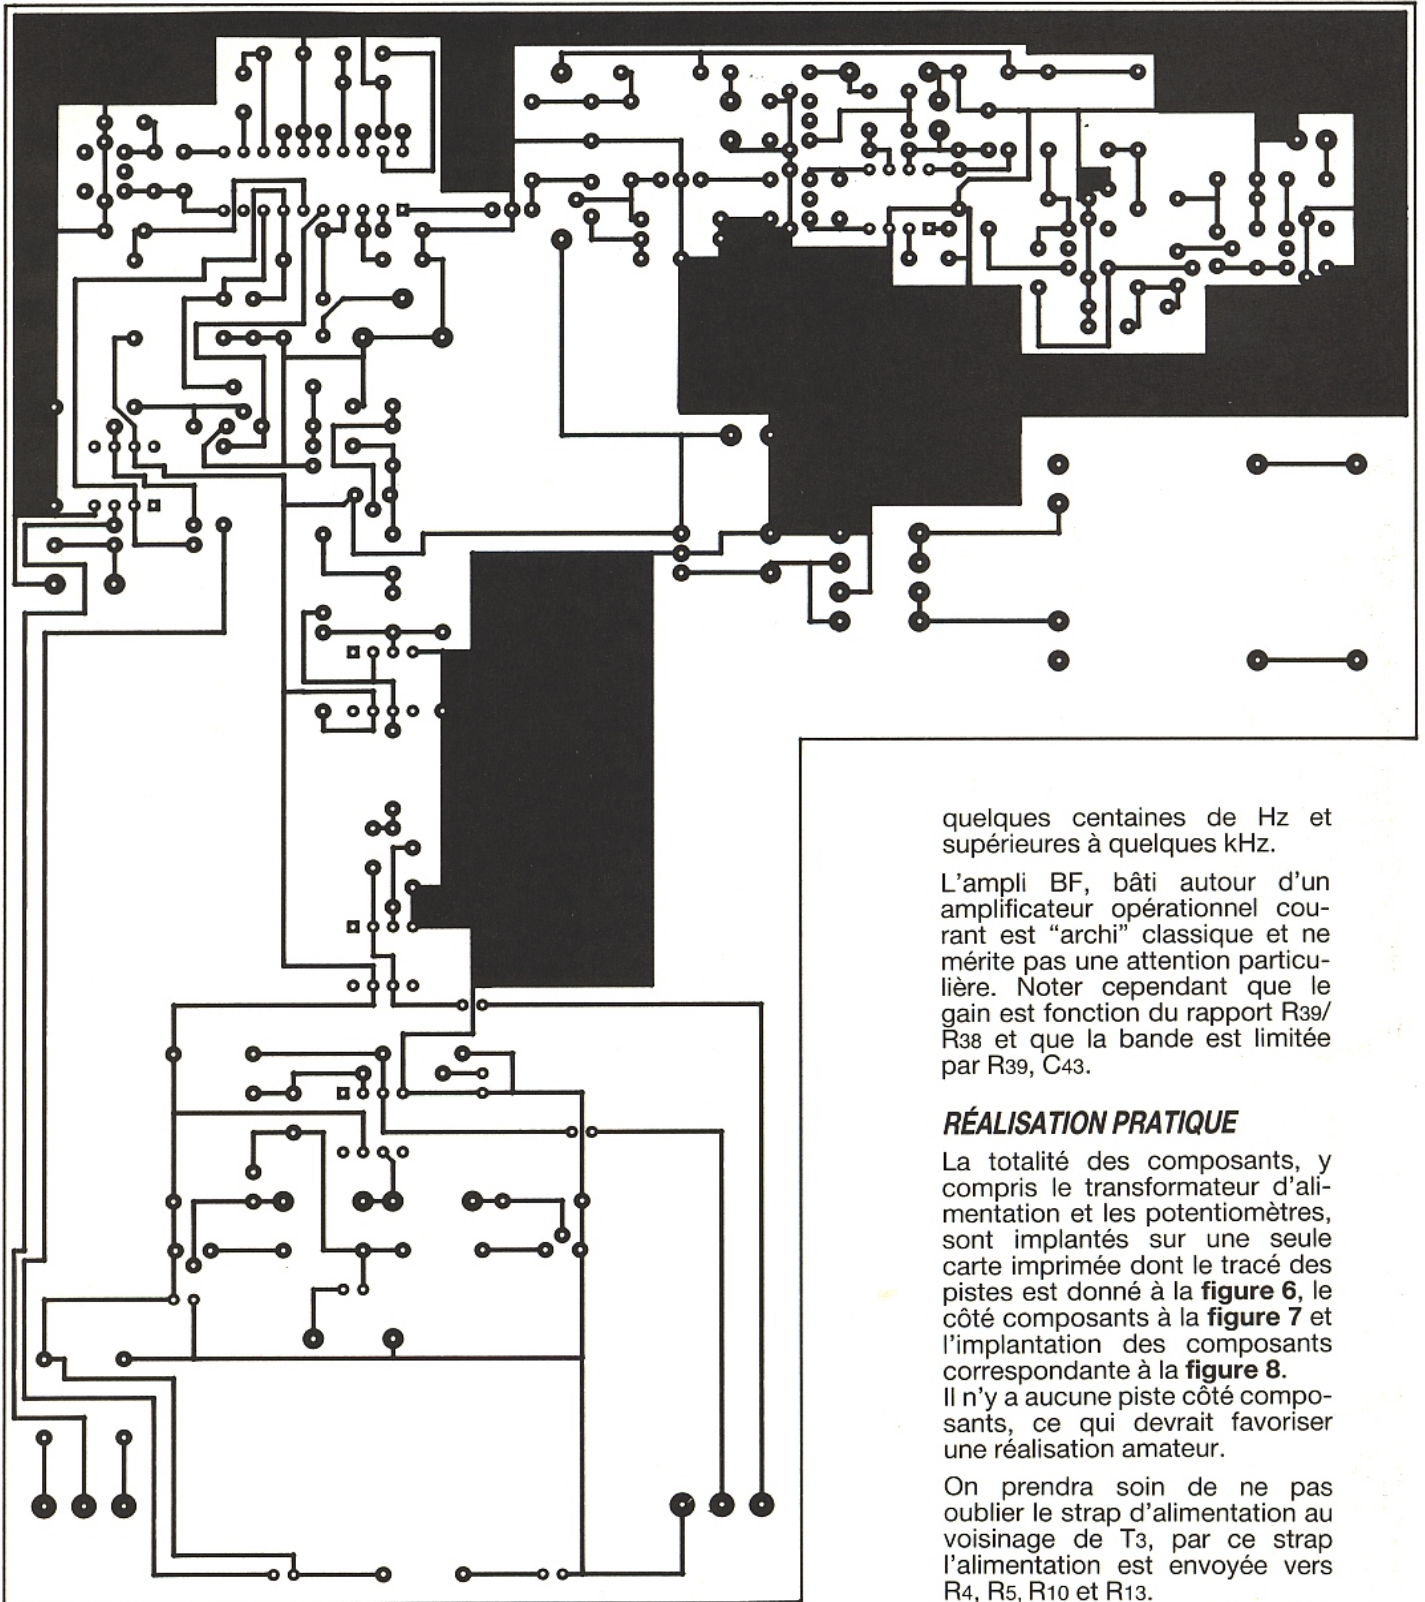 quelques centaines de Hz et
supérieures à quelques kHz.
L'ampli BF, bâti autour d'un
amplificateur opérationnel cou-
rant est “archi” classique et ne
mérite pas une attention particu-
lière. Noter cependant que le
gain est fonction du rapport R39/
R38 et que la bande est limitée
par R39, C43.
RÉALISATION PRATIQUE
La totalité des composants, y
compris le transformateur d'ali-
mentation et les potentiomètres,
sont implantés sur une seule
carte imprimée dont le tracé des
pistes est donné à la figure 6, le
côté composants à la figure 7 et
l'implantation des composants
correspondante à la figure 8.
Il n'y a aucune piste côté compo-
sants, ce qui devrait favoriser
une réalisation amateur.
On prendra soin de ne pas
oublier le strap d'alimentation au
voisinage de T3, par ce strap
l'alimentation est envoyée vers
R4, R5, R10 et R13.